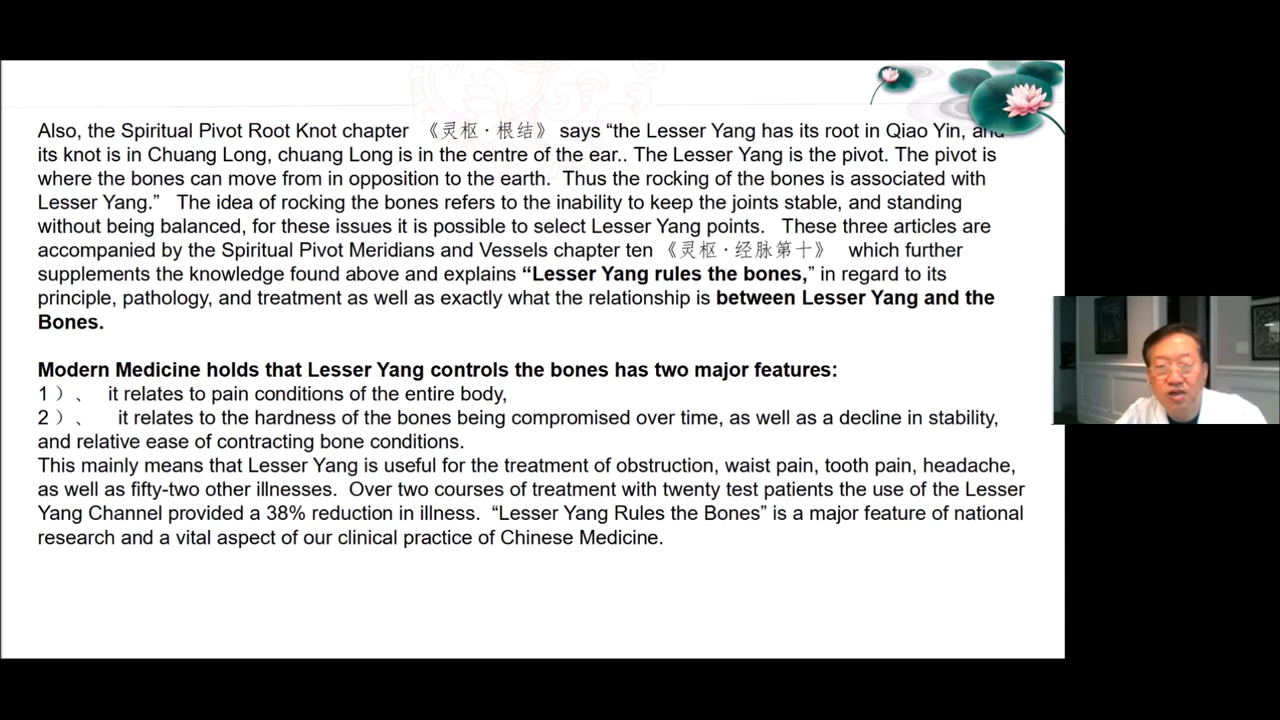 Also, the Spiritual Pivot Root Knot chapter 《灵枢·根结》 says “the Lesser Yang has its root in Qiao Yin, and
its knot is in Chuang Long, chuang Long is in the centre of the ear.. The Lesser Yang is the pivot. The pivot is
where the bones can move from in opposition to the earth. Thus the rocking of the bones is associated with
Lesser Yang.” The idea of rocking the bones refers to the inability to keep the joints stable, and standing
without being balanced, for these issues it is possible to select Lesser Yang points. These three articles are
accompanied by the Spiritual Pivot Meridians and Vessels chapter ten 《灵枢·经脉第十》 which further
supplements the knowledge found above and explains “Lesser Yang rules the bones,” in regard to its
principle, pathology, and treatment as well as exactly what the relationship is between Lesser Yang and the
Bones.
Modern Medicine holds that Lesser Yang controls the bones has two major features:
1）、 it relates to pain conditions of the entire body,
2）、 it relates to the hardness of the bones being compromised over time, as well as a decline in stability,
and relative ease of contracting bone conditions.
This mainly means that Lesser Yang is useful for the treatment of obstruction, waist pain, tooth pain, headache,
as well as fifty-two other illnesses. Over two courses of treatment with twenty test patients the use of the Lesser
Yang Channel provided a 38% reduction in illness. “Lesser Yang Rules the Bones” is a major feature of national
research and a vital aspect of our clinical practice of Chinese Medicine.